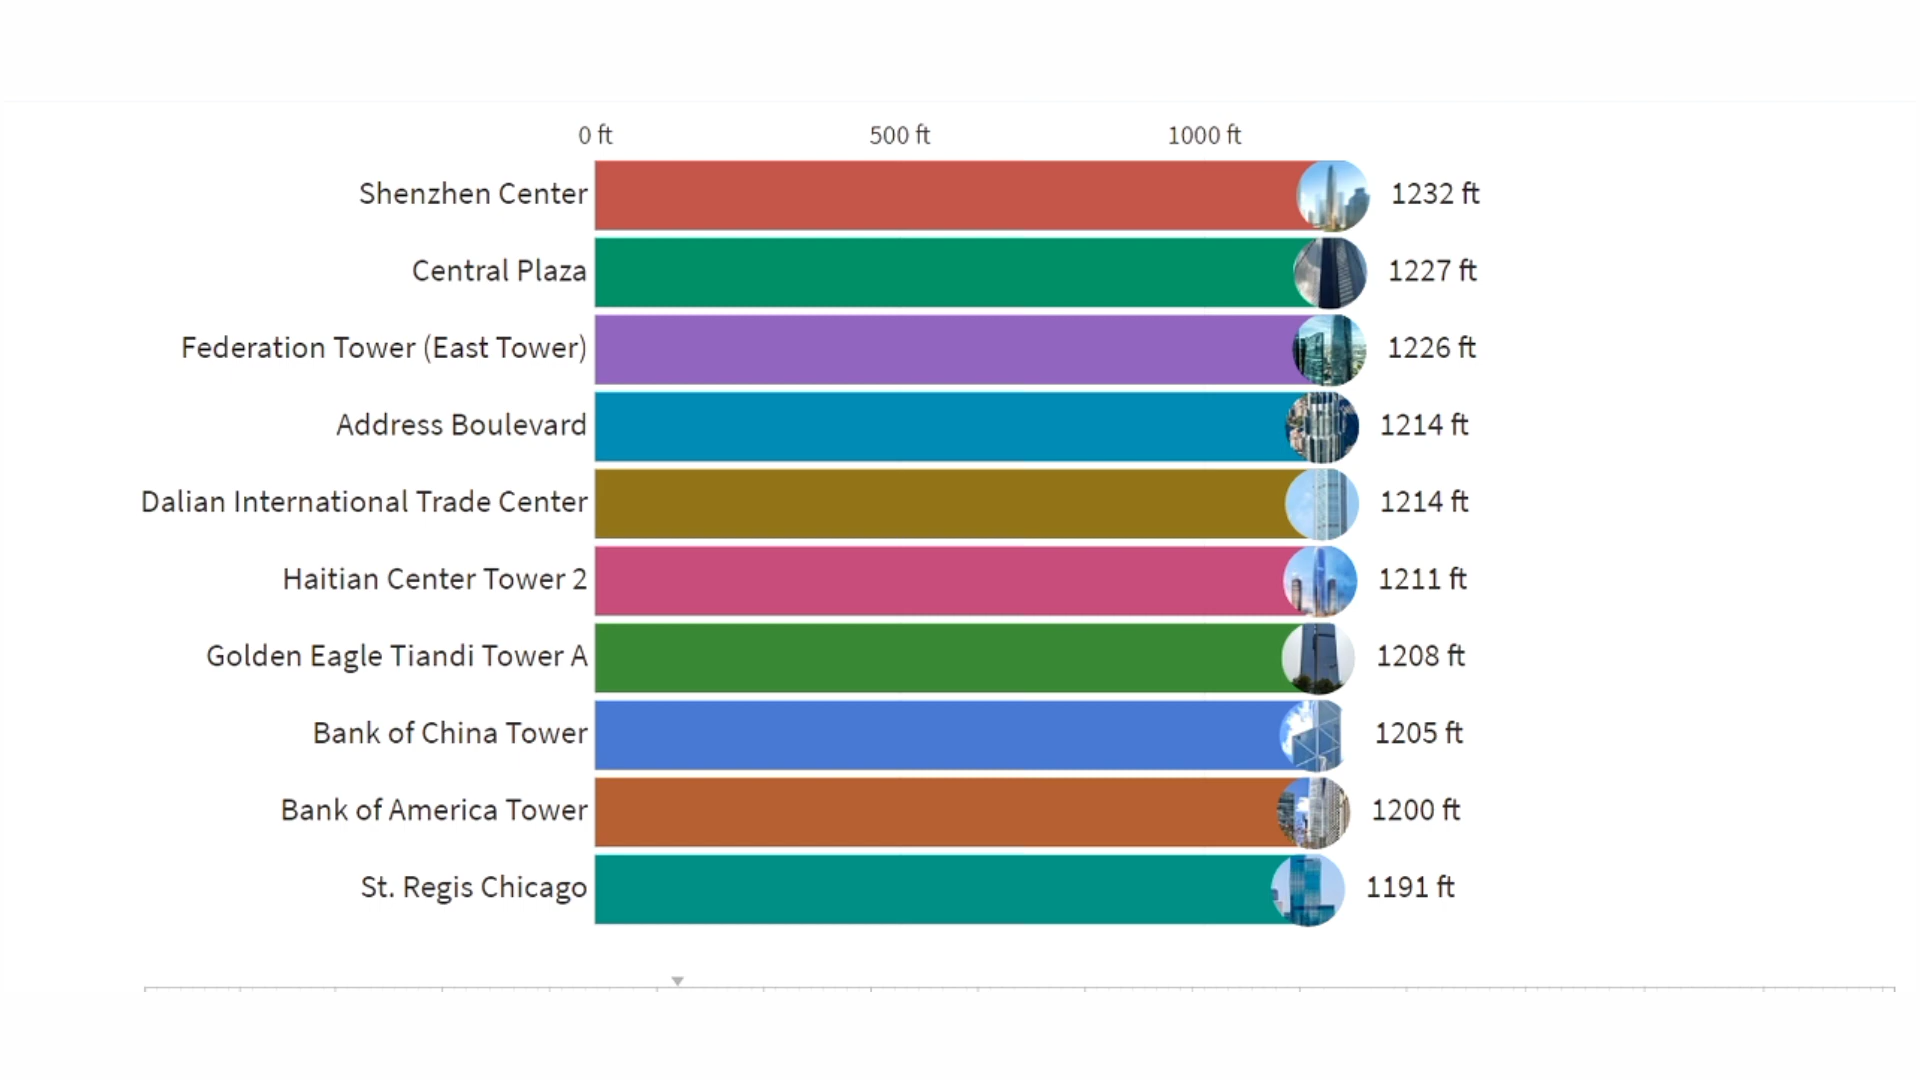 0 ft 500 ft 1000 ft
Shenzhen Center 1232 ft
Central Plaza 1227 ft
Federation Tower (East Tower) 1226 ft
Address Boulevard 1214 ft
Dalian International Trade Center 1214 ft
Haitian Center Tower 2 1211 ft
Golden Eagle Tiandi Tower A 1208 ft
Bank of China Tower 1205 ft
Bank of America Tower 1200 ft
St. Regis Chicago 1191 ft